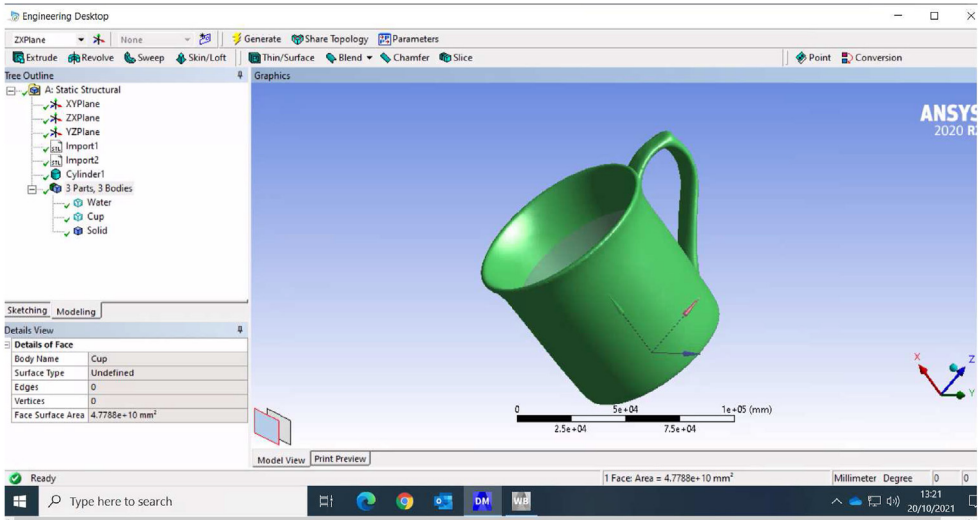 Engineering Desktop
ZXPlane None Generate Share Topology Parameters
Extrude Revolve Sweep Skin/Loft Thin/Surface Blend Chamfer Slice Point Conversion
Tree Outline Graphics
A: Static Structural
XYPlane
ZXPlane
YZPlane
Import1
Import2
Cylinder1
3 Parts, 3 Bodies
Water
Cup
Solid
ANSYS
2020 R
Sketching Modeling
Details View
Details of Face
Body Name Cup
Surface Type Undefined
Edges 0
Vertices 0
Face Surface Area 4.7788e+10 mm²
X
Z
Y
0 5e+04 1e+05 (mm)
2.5e+04 7.5e+04
Model View Print Preview
Ready 1 Face: Area = 4.7788e+10 mm² Millimeter Degree 0 0
Type here to search DM WB 13:21
20/10/2021